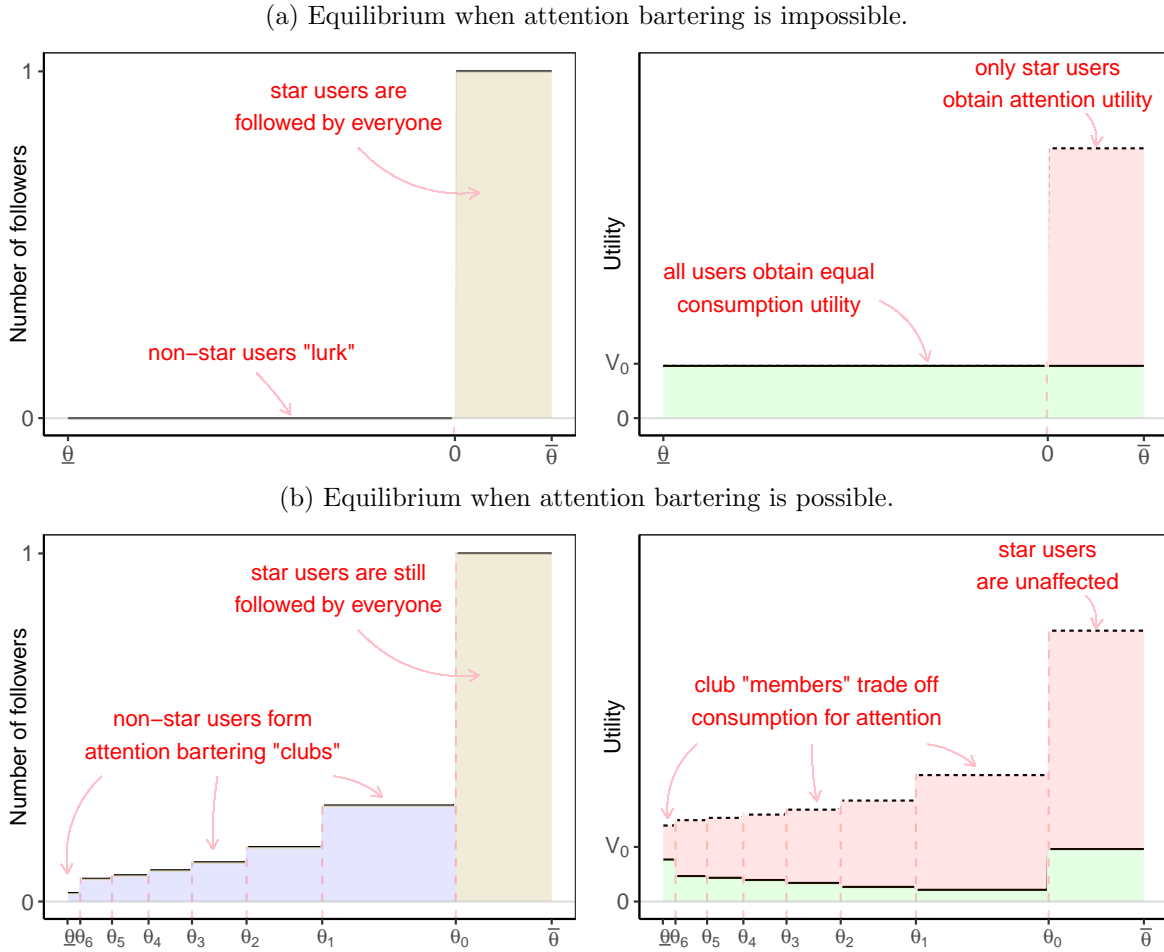 (a) Equilibrium when attention bartering is impossible.
Number of followers
1
0
star users are
followed by everyone
non−star users "lurk"
θ 0 θ
Utility
V0
0
only star users
obtain attention utility
all users obtain equal
consumption utility
θ 0 θ
(b) Equilibrium when attention bartering is possible.
Number of followers
1
0
star users are still
followed by everyone
non−star users form
attention bartering "clubs"
θ θ6 θ5 θ4 θ3 θ2 θ1 θ0 θ
Utility
V0
0
star users
are unaffected
club "members" trade off
consumption for attention
θ θ6 θ5 θ4 θ3 θ2 θ1 θ0 θ